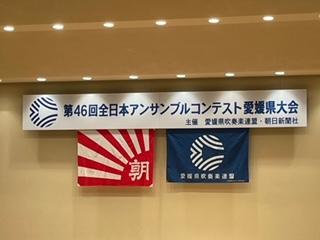 第46回全日本アンサンブルコンテスト愛媛県大会
主催 愛媛県吹奏楽連盟・朝日新聞社
朝
愛媛県吹奏楽連盟